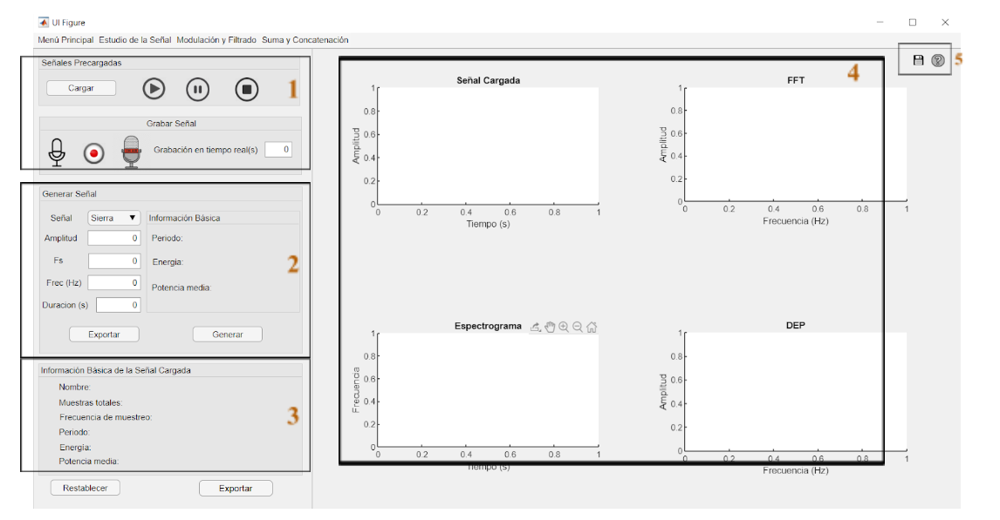 UI Figure
Menú Principal Estudio de la Señal Modulación y Filtrado Suma y Concatenación
Señales Precargadas
Cargar
1
Grabar Señal
Grabación en tiempo real(s) 0
Generar Señal
Señal Sierra Información Básica
Amplitud 0 Periodo:
Fs 0 Energia:
2
Frec (Hz) 0 Potencia media:
Duracion (s) 0
Exportar Generar
Información Básica de la Señal Cargada
Nombre:
Muestras totales:
Frecuencia de muestreo:
3
Periodo:
Energía:
Potencia media:
Restablecer Exportar
4
5
Señal Cargada
Amplitud
1
0.8
0.6
0.4
0.2
0
0 0.2 0.4 0.6 0.8 1
Tiempo (s)
FFT
Amplitud
1
0.8
0.6
0.4
0.2
0
0 0.2 0.4 0.6 0.8 1
Frecuencia (Hz)
Espectrograma
Frecuencia
1
0.8
0.6
0.4
0.2
0
0 0.2 0.4 0.6 0.8 1
Tiempo (s)
DEP
Amplitud
1
0.8
0.6
0.4
0.2
0
0 0.2 0.4 0.6 0.8 1
Frecuencia (Hz)